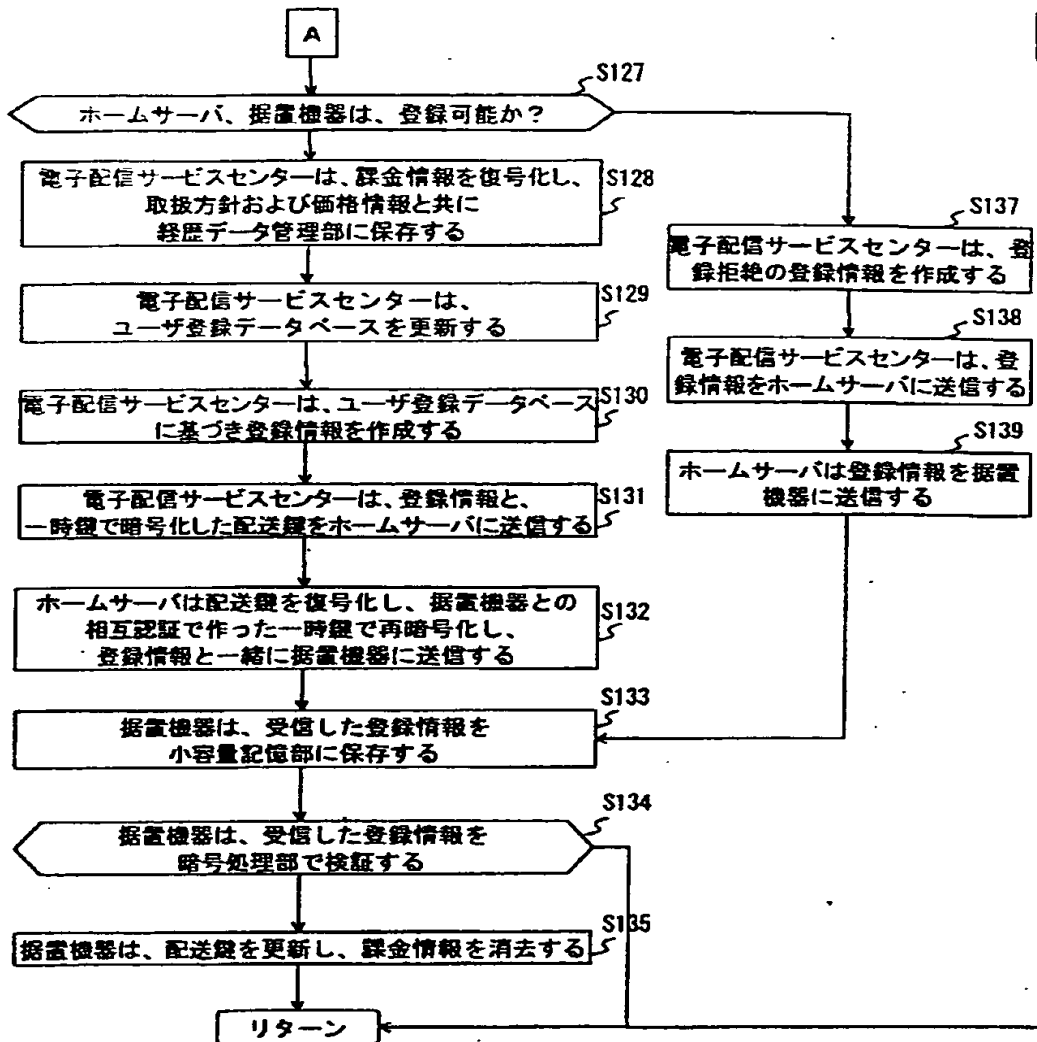 A
S127
ホームサーバ、据置機器は、登録可能か?
電子配信サービスセンターは、課金情報を復号化し、
取扱方針および価格情報と共に
経歴データ管理部に保存する
S128
電子配信サービスセンターは、
ユーザ登録データベースを更新する
S129
電子配信サービスセンターは、ユーザ登録データベース
に基づき登録情報を作成する
S130
電子配信サービスセンターは、登録情報と、
一時鍵で暗号化した配送鍵をホームサーバに送信する
S131
ホームサーバは配送鍵を復号化し、据置機器との
相互認証で作った一時鍵で再暗号化し、
登録情報と一緒に据置機器に送信する
S132
S133
据置機器は、受信した登録情報を
小容量記憶部に保存する
S134
据置機器は、受信した登録情報を
暗号処理部で検証する
S135
据置機器は、配送鍵を更新し、課金情報を消去する
リターン
S137
電子配信サービスセンターは、登
録拒絶の登録情報を作成する
S138
電子配信サービスセンターは、登
録情報をホームサーバに送信する
S139
ホームサーバは登録情報を据置
機器に送信する